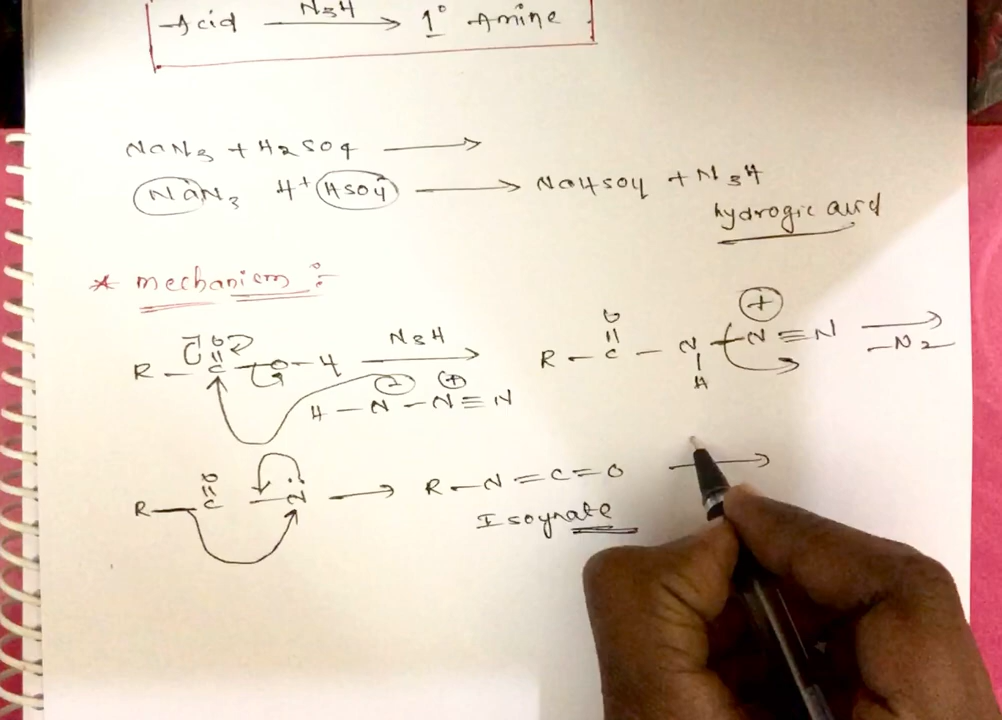 Acid N3H → 1° Amine
NaN3 + H2SO4 →
NaN3 H+ HSO4 → NaHSO4 + N3H
hydrogic acid
* mechanism :-
R - C = O - O - H N3H → R - C = O - N - H - N ≡ N + → -N2
H - N - N ≡ N - +
R - C = O - N̈ → R - N = C = O →
Isoynate